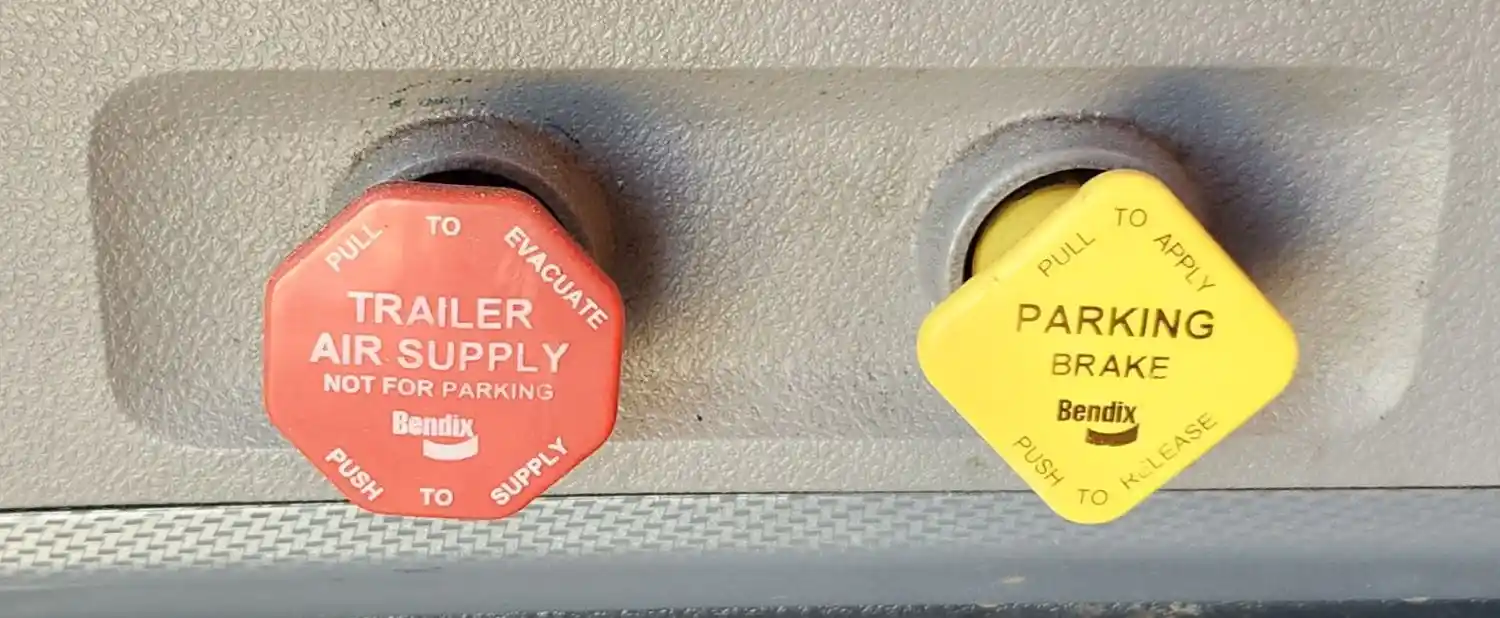 PULL TO EVACUATE
TRAILER
AIR SUPPLY
NOT FOR PARKING
Bendix
PUSH TO SUPPLY
PULL TO APPLY
PARKING
BRAKE
Bendix
PUSH TO RELEASE